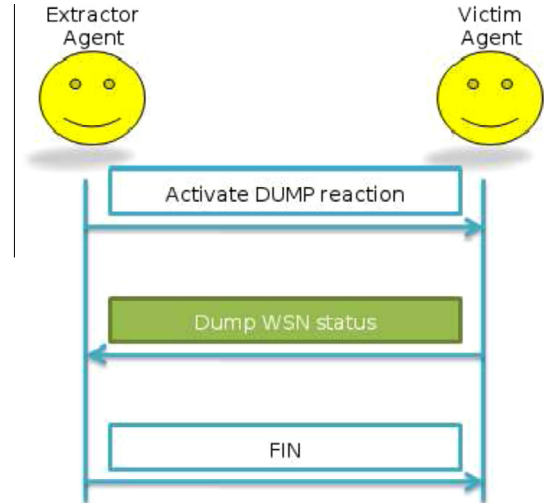 Extractor
Agent
Victim
Agent
Activate DUMP reaction
Dump WSN status
FIN